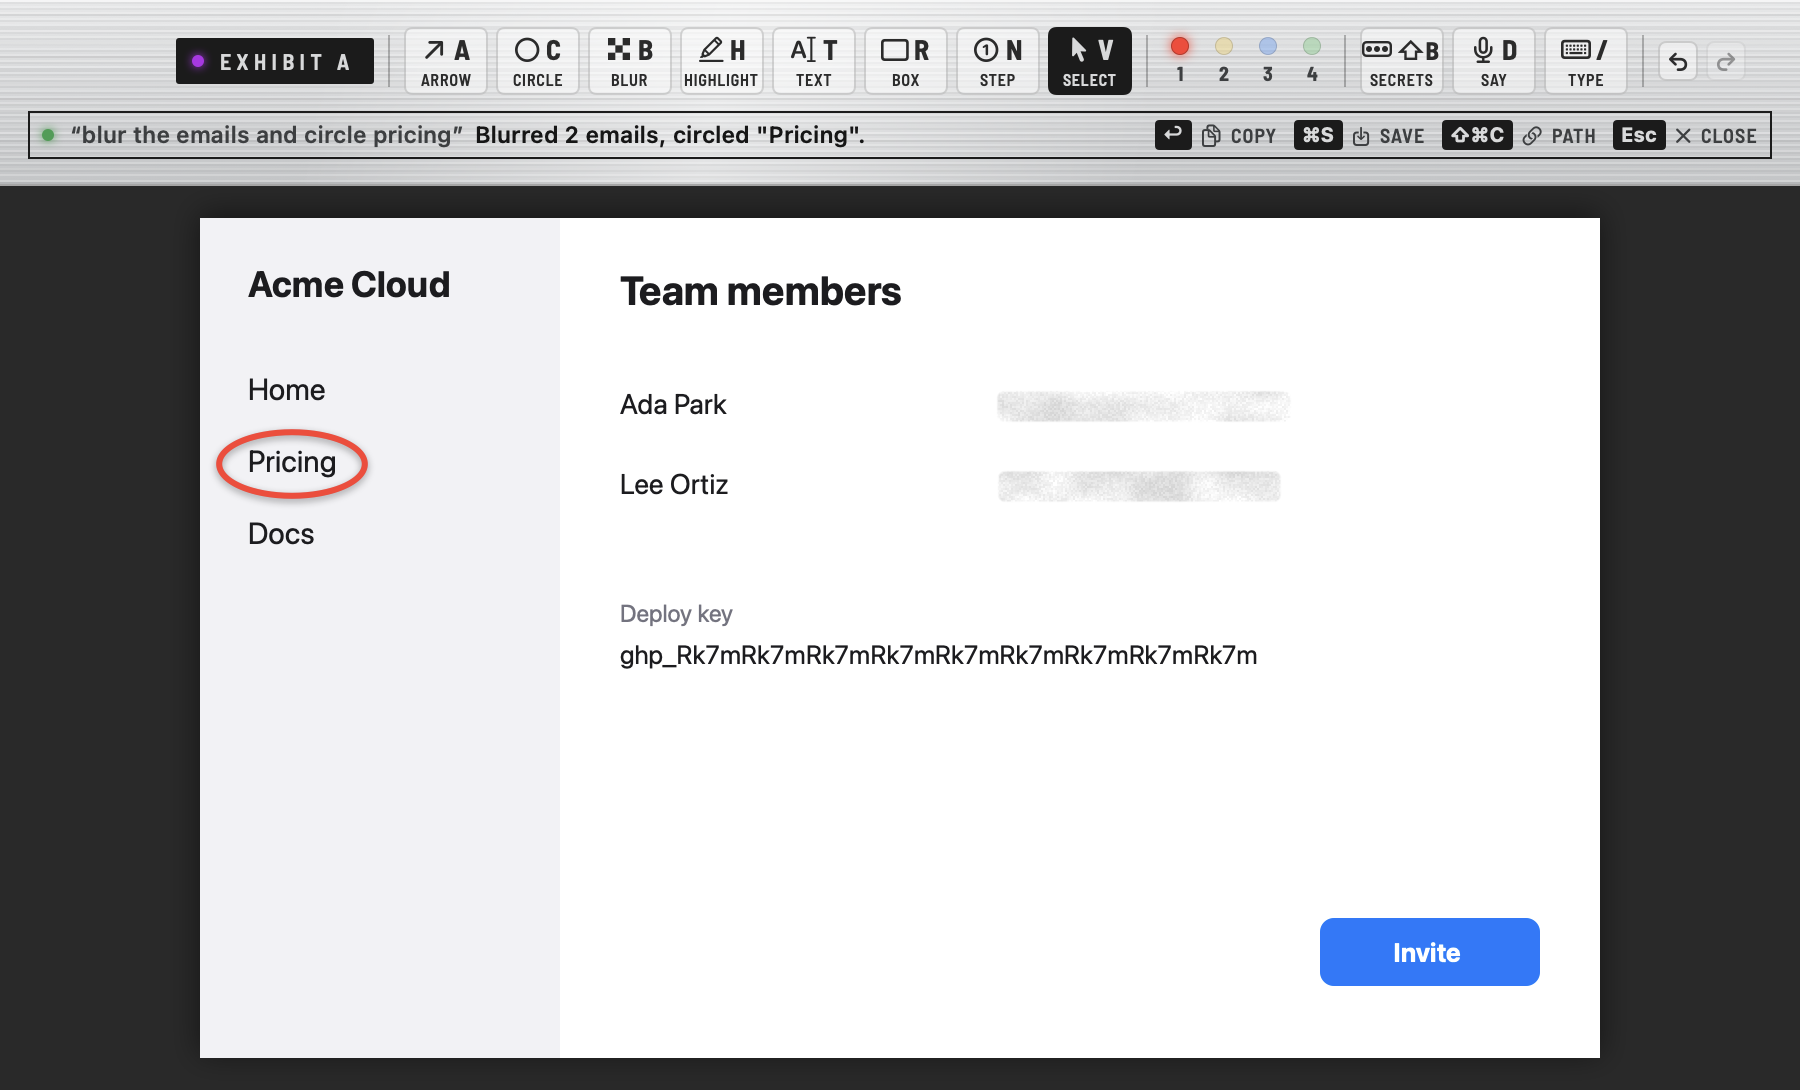 EXHIBIT A
A ARROW
C CIRCLE
B BLUR
H HIGHLIGHT
T TEXT
R BOX
N STEP
V SELECT
1 2 3 4
⇧B SECRETS
D SAY
/ TYPE
“blur the emails and circle pricing” Blurred 2 emails, circled "Pricing".
↩ COPY ⌘S SAVE ⇧⌘C PATH Esc CLOSE
Acme Cloud
Home
Pricing
Docs
Team members
Ada Park
Lee Ortiz
Deploy key
ghp_Rk7mRk7mRk7mRk7mRk7mRk7mRk7mRk7mRk7m
Invite